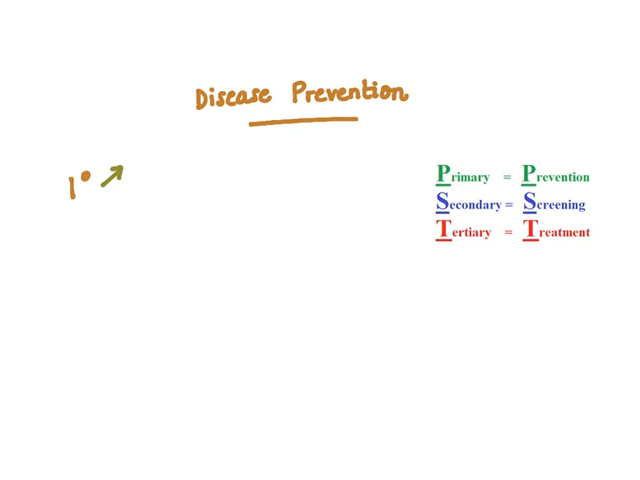 Disease Prevention
1°
Primary = Prevention
Secondary = Screening
Tertiary = Treatment